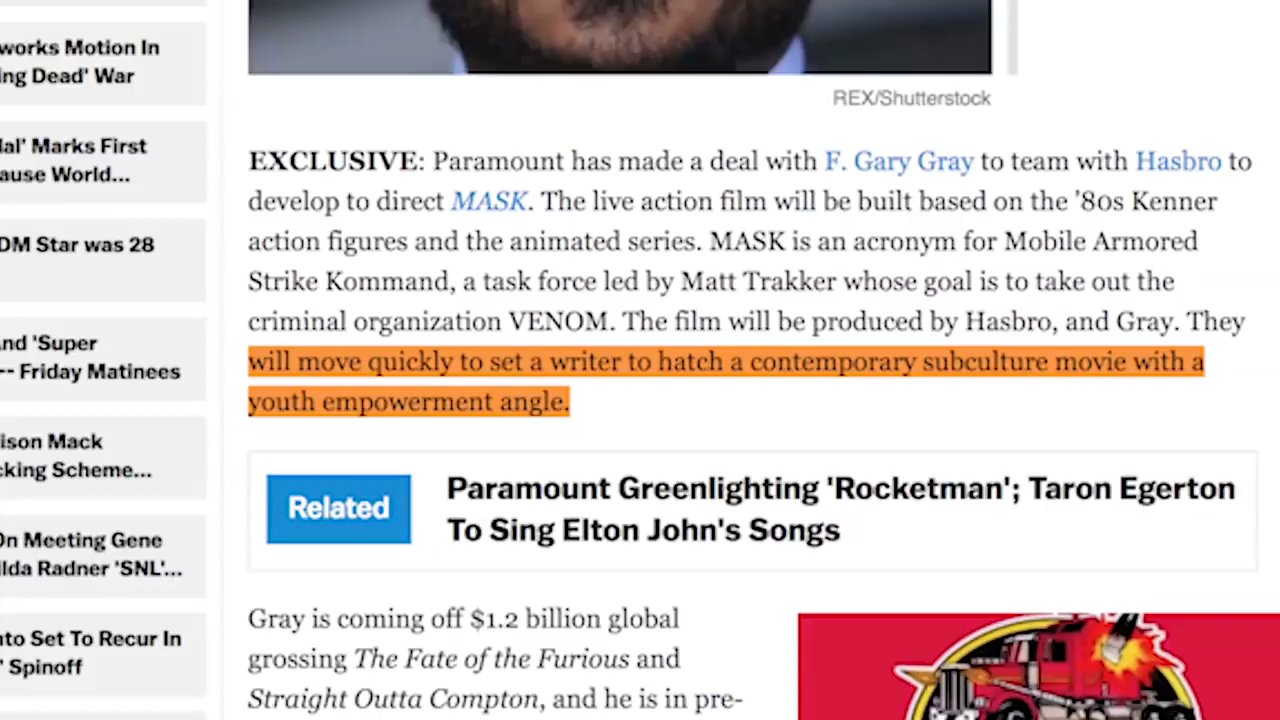 works Motion In
ing Dead' War
Mal' Marks First
ause World...
DM Star was 28
And 'Super
-- Friday Matinees
ison Mack
cking Scheme...
On Meeting Gene
ilda Radner 'SNL'...
nto Set To Recur In
' Spinoff
REX/Shutterstock
EXCLUSIVE: Paramount has made a deal with F. Gary Gray to team with Hasbro to
develop to direct MASK. The live action film will be built based on the '80s Kenner
action figures and the animated series. MASK is an acronym for Mobile Armored
Strike Kommand, a task force led by Matt Trakker whose goal is to take out the
criminal organization VENOM. The film will be produced by Hasbro, and Gray. They
will move quickly to set a writer to hatch a contemporary subculture movie with a
youth empowerment angle.
Related
Paramount Greenlighting 'Rocketman'; Taron Egerton
To Sing Elton John's Songs
Gray is coming off $1.2 billion global
grossing The Fate of the Furious and
Straight Outta Compton, and he is in pre-